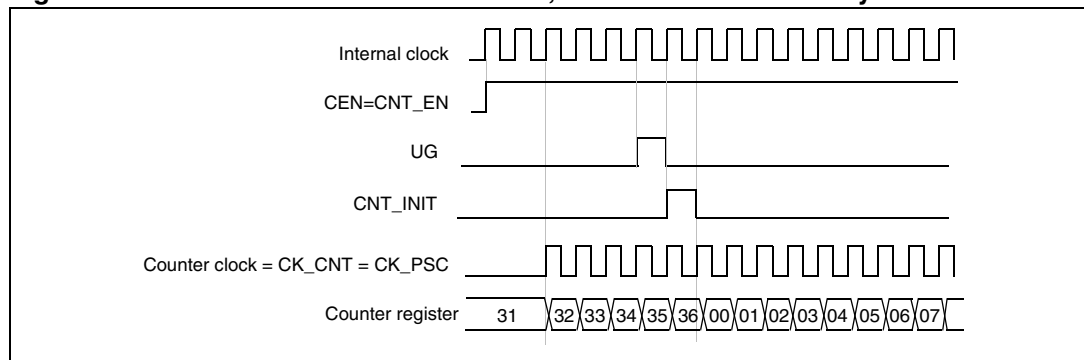 Internal clock
CEN=CNT_EN
UG
CNT_INIT
Counter clock = CK_CNT = CK_PSC
Counter register 31 32 33 34 35 36 00 01 02 03 04 05 06 07